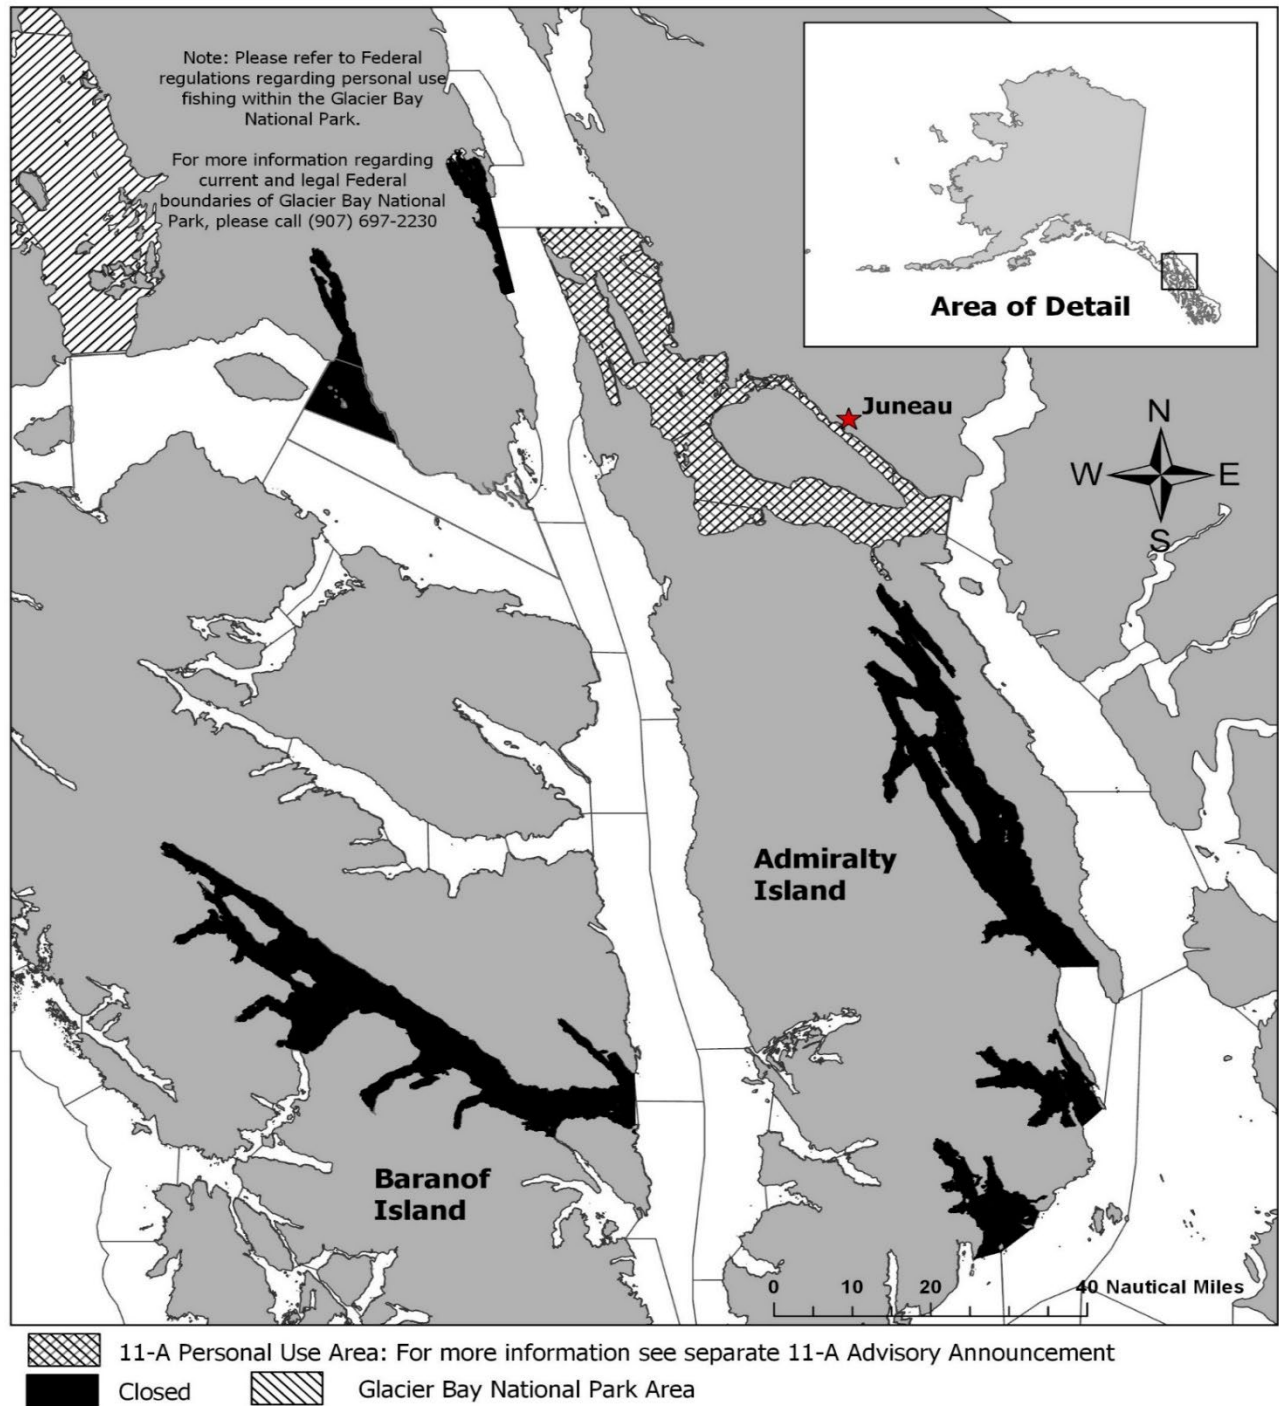 Note: Please refer to Federal
regulations regarding personal use
fishing within the Glacier Bay
National Park.
For more information regarding
current and legal Federal
boundaries of Glacier Bay National
Park, please call (907) 697-2230
Area of Detail
Juneau
N
W
E
S
Admiralty
Island
Baranof
Island
0 10 20 40 Nautical Miles
11-A Personal Use Area: For more information see separate 11-A Advisory Announcement
Closed
Glacier Bay National Park Area